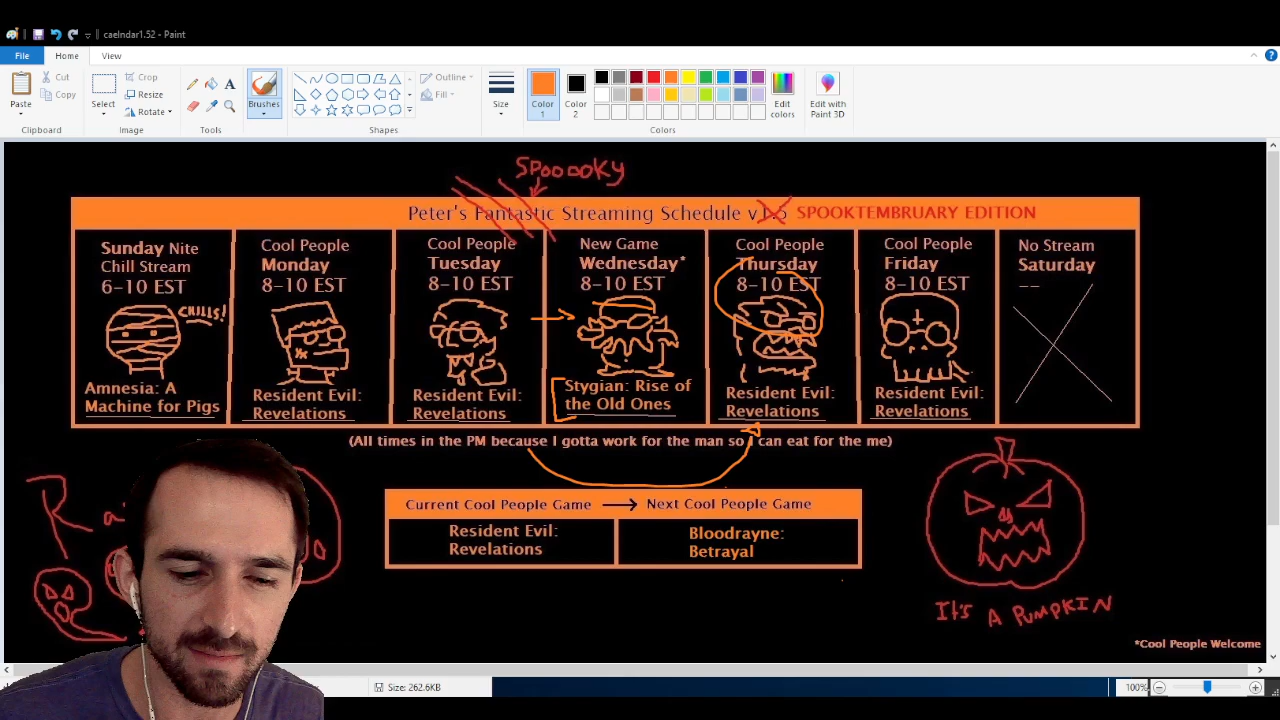 caelndar1.52 - Paint
File Home View
Paste
Cut
Copy
Clipboard
Select
Crop
Resize
Rotate
Image
Tools
Brushes
Shapes
Outline
Fill
Size
Color 1
Color 2
Colors
Edit colors
Edit with Paint 3D
SPOOOOKY
Peter's Fantastic Streaming Schedule v1.5 SPOOKTEMBRUARY EDITION
Sunday Nite
Chill Stream
6-10 EST
CHILLS!
Amnesia: A
Machine for Pigs
Cool People
Monday
8-10 EST
Resident Evil:
Revelations
Cool People
Tuesday
8-10 EST
Resident Evil:
Revelations
New Game
Wednesday*
8-10 EST
Stygian: Rise of
the Old Ones
Cool People
Thursday
8-10 EST
Resident Evil:
Revelations
Cool People
Friday
8-10 EST
Resident Evil:
Revelations
No Stream
Saturday
--
(All times in the PM because I gotta work for the man so I can eat for the me)
Current Cool People Game Next Cool People Game
Resident Evil:
Revelations
Bloodrayne:
Betrayal
It's A PUMPKIN
*Cool People Welcome
Size: 262.6KB
100%